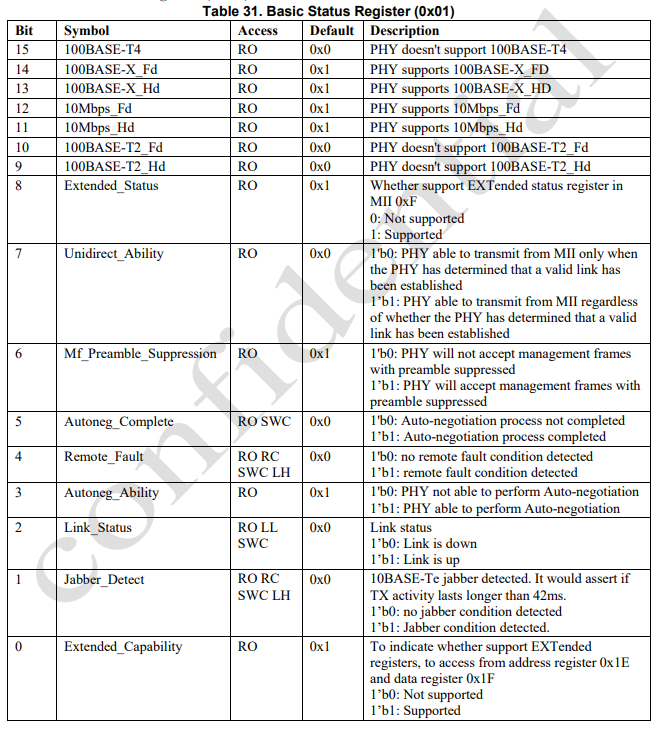 Table 31. Basic Status Register (0x01)
Bit Symbol Access Default Description
15 100BASE-T4 RO 0x0 PHY doesn't support 100BASE-T4
14 100BASE-X_Fd RO 0x1 PHY supports 100BASE-X_FD
13 100BASE-X_Hd RO 0x1 PHY supports 100BASE-X_HD
12 10Mbps_Fd RO 0x1 PHY supports 10Mbps_Fd
11 10Mbps_Hd RO 0x1 PHY supports 10Mbps_Hd
10 100BASE-T2_Fd RO 0x0 PHY doesn't support 100BASE-T2_Fd
9 100BASE-T2_Hd RO 0x0 PHY doesn't support 100BASE-T2_Hd
8 Extended_Status RO 0x1 Whether support EXTended status register in
MII 0xF
0: Not supported
1: Supported
7 Unidirect_Ability RO 0x0 1'b0: PHY able to transmit from MII only when
the PHY has determined that a valid link has
been established
1’b1: PHY able to transmit from MII regardless
of whether the PHY has determined that a valid
link has been established
6 Mf_Preamble_Suppression RO 0x1 1'b0: PHY will not accept management frames
with preamble suppressed
1’b1: PHY will accept management frames with
preamble suppressed
5 Autoneg_Complete RO SWC 0x0 1'b0: Auto-negotiation process not completed
1’b1: Auto-negotiation process completed
4 Remote_Fault RO RC 0x0 1'b0: no remote fault condition detected
SWC LH 1’b1: remote fault condition detected
3 Autoneg_Ability RO 0x1 1'b0: PHY not able to perform Auto-negotiation
1’b1: PHY able to perform Auto-negotiation
2 Link_Status RO LL 0x0 Link status
SWC 1’b0: Link is down
1’b1: Link is up
1 Jabber_Detect RO RC 0x0 10BASE-Te jabber detected. It would assert if
SWC LH TX activity lasts longer than 42ms.
1’b0: no jabber condition detected
1’b1: Jabber condition detected.
0 Extended_Capability RO 0x1 To indicate whether support EXTended
registers, to access from address register 0x1E
and data register 0x1F
1’b0: Not supported
1’b1: Supported
confidential